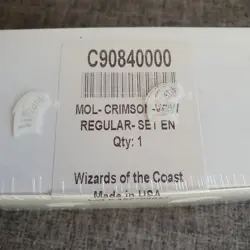 C90840000
MOL- CRIMSON
REGULAR- SET EN
Qty: 1
Wizards of the Coast
Made in USA